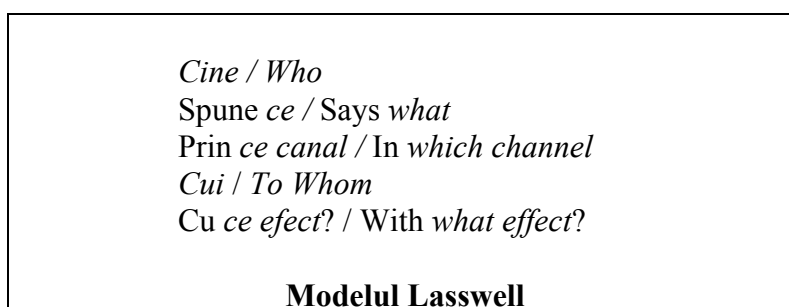 Cine / Who
Spune ce / Says what
Prin ce canal / In which channel
Cui / To Whom
Cu ce efect? / With what effect?
Modelul Lasswell